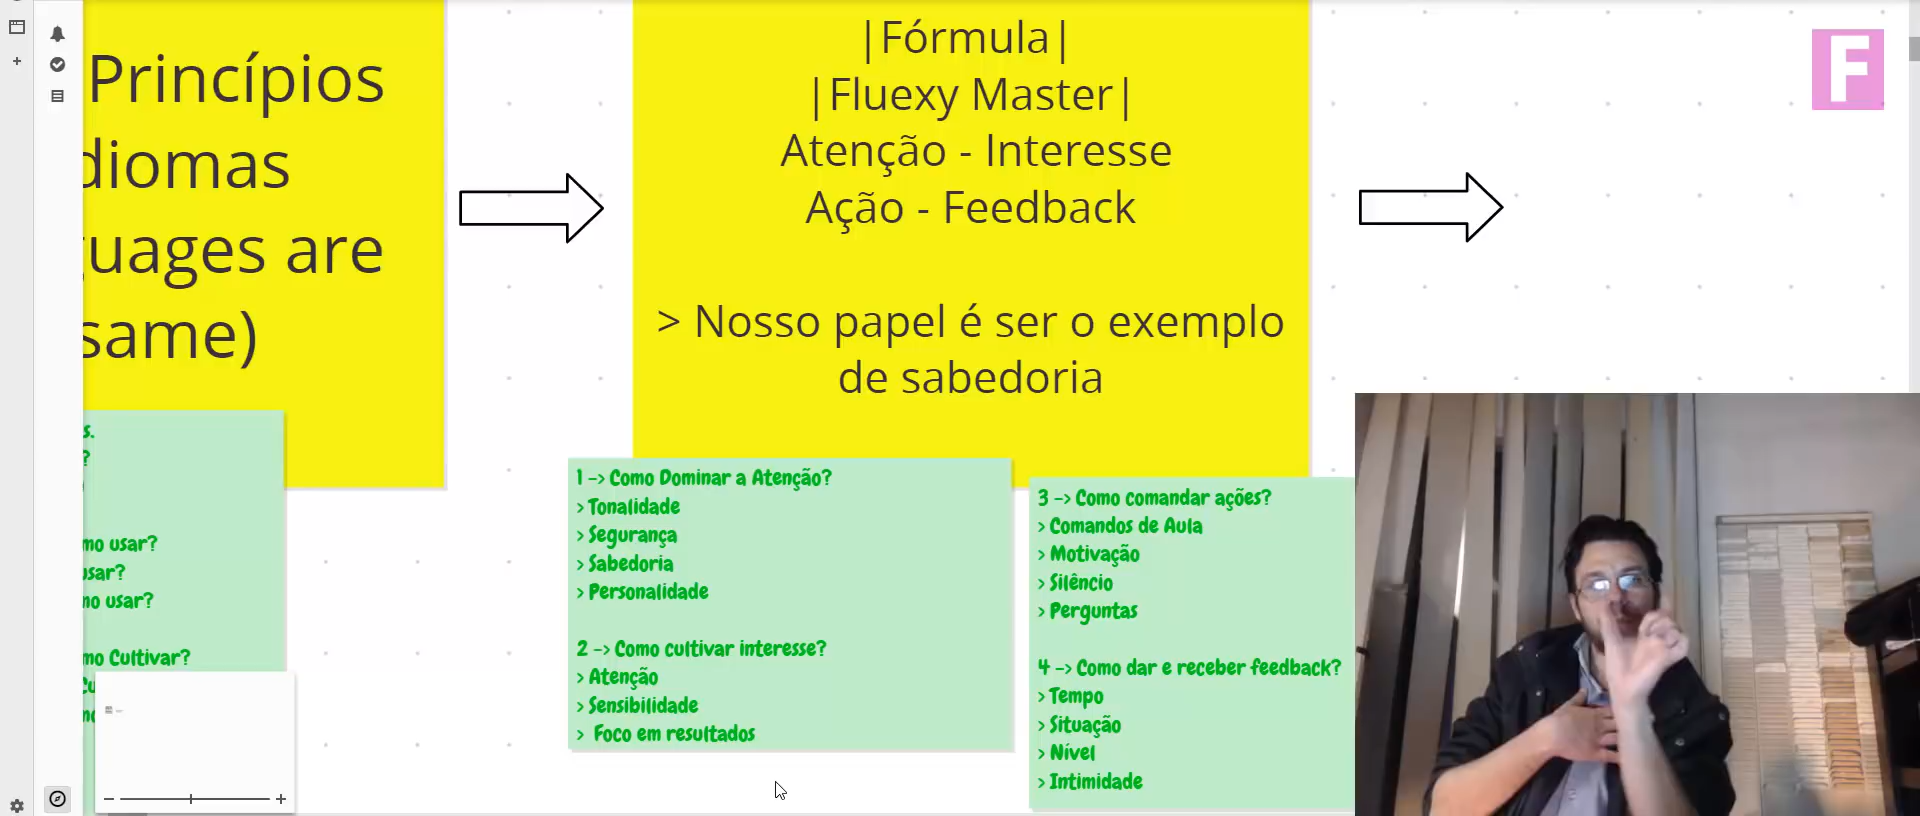 Princípios
diomas
guages are
same)
|Fórmula|
|Fluexy Master|
Atenção - Interesse
Ação - Feedback
> Nosso papel é ser o exemplo
de sabedoria
F
s.
?
mo usar?
usar?
no usar?
mo Cultivar?
Cu
1 -> Como Dominar a Atenção?
> Tonalidade
> Segurança
> Sabedoria
> Personalidade
2 -> Como cultivar interesse?
> Atenção
> Sensibilidade
> Foco em resultados
3 -> Como comandar ações?
> Comandos de Aula
> Motivação
> Silêncio
> Perguntas
4 -> Como dar e receber feedback?
> Tempo
> Situação
> Nível
> Intimidade